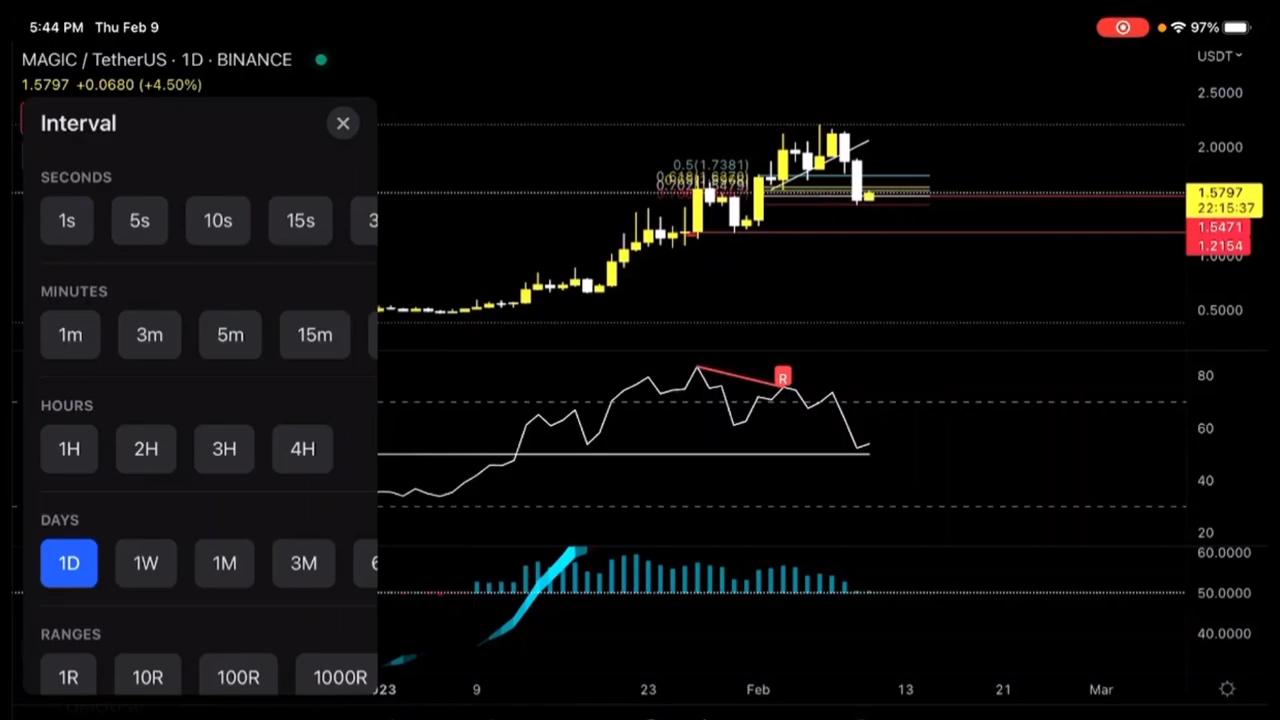 5:44 PM Thu Feb 9
97%
MAGIC / TetherUS · 1D · BINANCE
USDT
1.5797 +0.0680 (+4.50%)
Interval
SECONDS
1s 5s 10s 15s
MINUTES
1m 3m 5m 15m
HOURS
1H 2H 3H 4H
DAYS
1D 1W 1M 3M
RANGES
1R 10R 100R 1000R
0.5(1.7381)
2.5000
2.0000
1.5797
22:15:37
1.5471
1.2154
1.0000
0.5000
R
80
60
40
20
60.0000
50.0000
40.0000
9 23 Feb 13 21 Mar